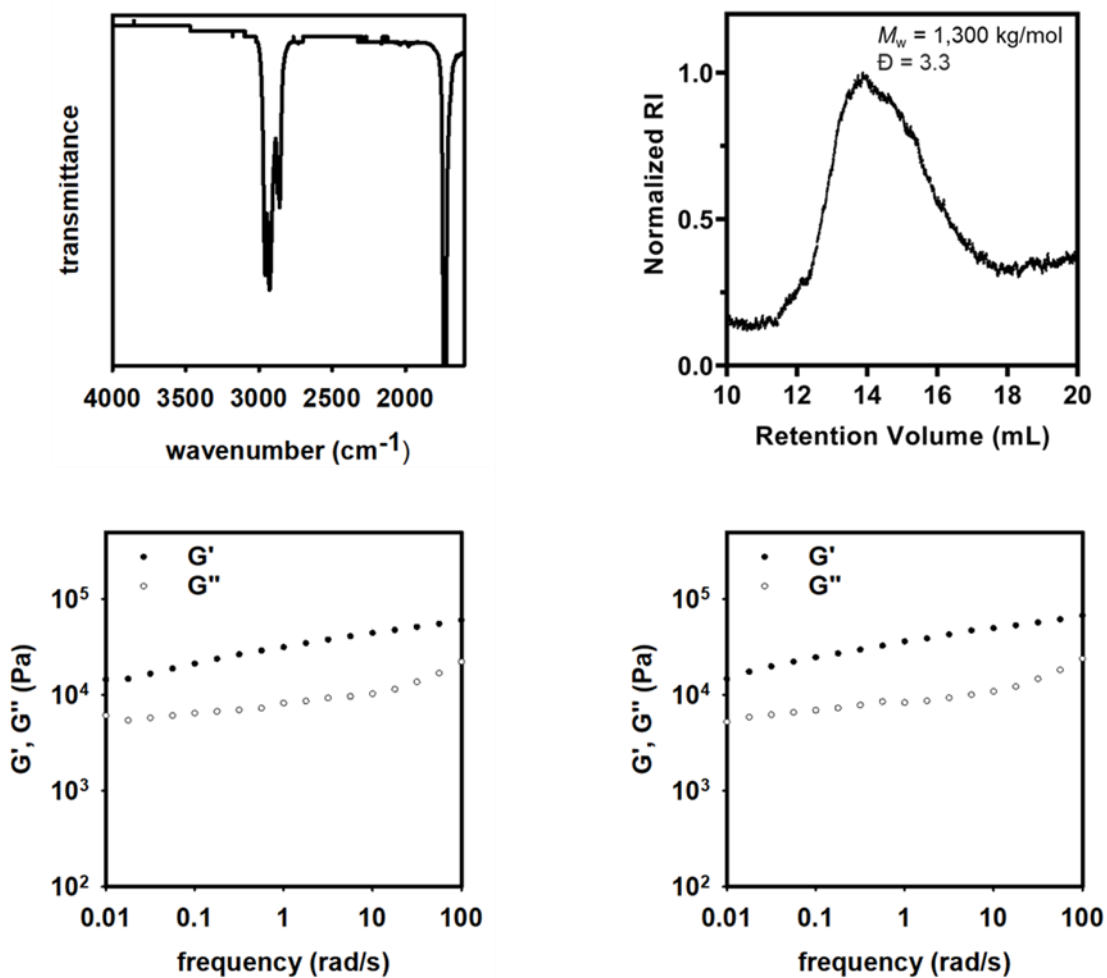 transmittance
4000 3500 3000 2500 2000
wavenumber (cm-1)
Mw = 1,300 kg/mol
Đ = 3.3
Normalized RI
1.0
0.5
0.0
10 12 14 16 18 20
Retention Volume (mL)
G', G" (Pa)
G'
G"
10^5
10^4
10^3
10^2
0.01 0.1 1 10 100
frequency (rad/s)
G', G" (Pa)
G'
G"
10^5
10^4
10^3
10^2
0.01 0.1 1 10 100
frequency (rad/s)